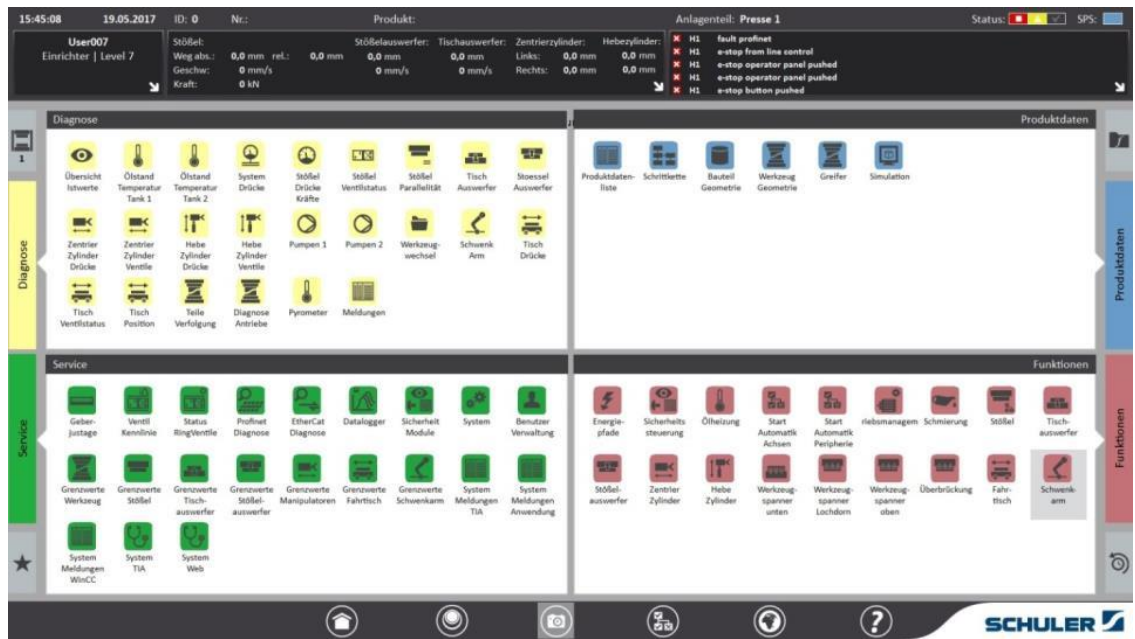 15:45:08 19.05.2017 ID: 0 Nr.: Produkt: Anlagenteil: Presse 1 Status: SPS:
User007
Einrichter | Level 7
Stößel: Stößelauswerfer: Tischauswerfer: Zentrierzylinder: Hebezylinder:
Weg abs.: 0,0 mm rel.: 0,0 mm 0,0 mm 0,0 mm Links: 0,0 mm 0,0 mm
Geschw: 0 mm/s 0 mm/s 0 mm/s Rechts: 0,0 mm 0,0 mm
Kraft: 0 kN
H1 fault profinet
H1 e-stop from line control
H1 e-stop operator panel pushed
H1 e-stop operator panel pushed
H1 e-stop button pushed
1
Diagnose
Diagnose
Übersicht Istwerte
Ölstand Temperatur Tank 1
Ölstand Temperatur Tank 2
System Drücke
Stößel Drücke Kräfte
Stößel Ventilstatus
Stößel Parallelität
Tisch Auswerfer
Stoessel Auswerfer
Zentrier Zylinder Drücke
Zentrier Zylinder Ventile
Hebe Zylinder Drücke
Hebe Zylinder Ventile
Pumpen 1
Pumpen 2
Werkzeug-wechsel
Schwenk Arm
Tisch Drücke
Tisch Ventilstatus
Tisch Position
Teile Verfolgung
Diagnose Antriebe
Pyrometer
Meldungen
Produktdaten
Produktdaten
Produktdaten-liste
Schrittkette
Bauteil Geometrie
Werkzeug Geometrie
Greifer
Simulation
Service
Service
Geber-justage
Ventil Kennlinie
Status RingVentile
Profinet Diagnose
EtherCat Diagnose
Datalogger
Sicherheit Module
System
Benutzer Verwaltung
Grenzwerte Werkzeug
Grenzwerte Stößel
Grenzwerte Tisch-auswerfer
Grenzwerte Stößel-auswerfer
Grenzwerte Manipulatoren
Grenzwerte Fahrtisch
Grenzwerte Schwenkarm
System Meldungen TIA
System Meldungen Anwendung
System Meldungen WinCC
System TIA
System Web
Funktionen
Funktionen
Energie-pfade
Sicherheits steuerung
Ölheizung
Start Automatik Achsen
Start Automatik Peripherie
riebsmanagem
Schmierung
Stößel
Tisch-auswerfer
Stößel-auswerfer
Zentrier Zylinder
Hebe Zylinder
Werkzeug-spanner unten
Werkzeug-spanner Lochdorn
Werkzeug-spanner oben
Überbrückung
Fahr-tisch
Schwenk-arm
SCHULER